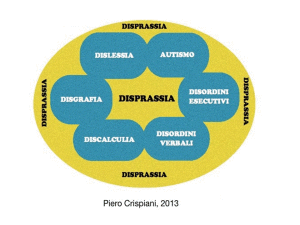 DISPRASSIA
DISLESSIA
AUTISMO
DISPRASSIA
DISGRAFIA
DISPRASSIA
DISORDINI
ESECUTIVI
DISPRASSIA
DISCALCULIA
DISORDINI
VERBALI
DISPRASSIA
Piero Crispiani, 2013